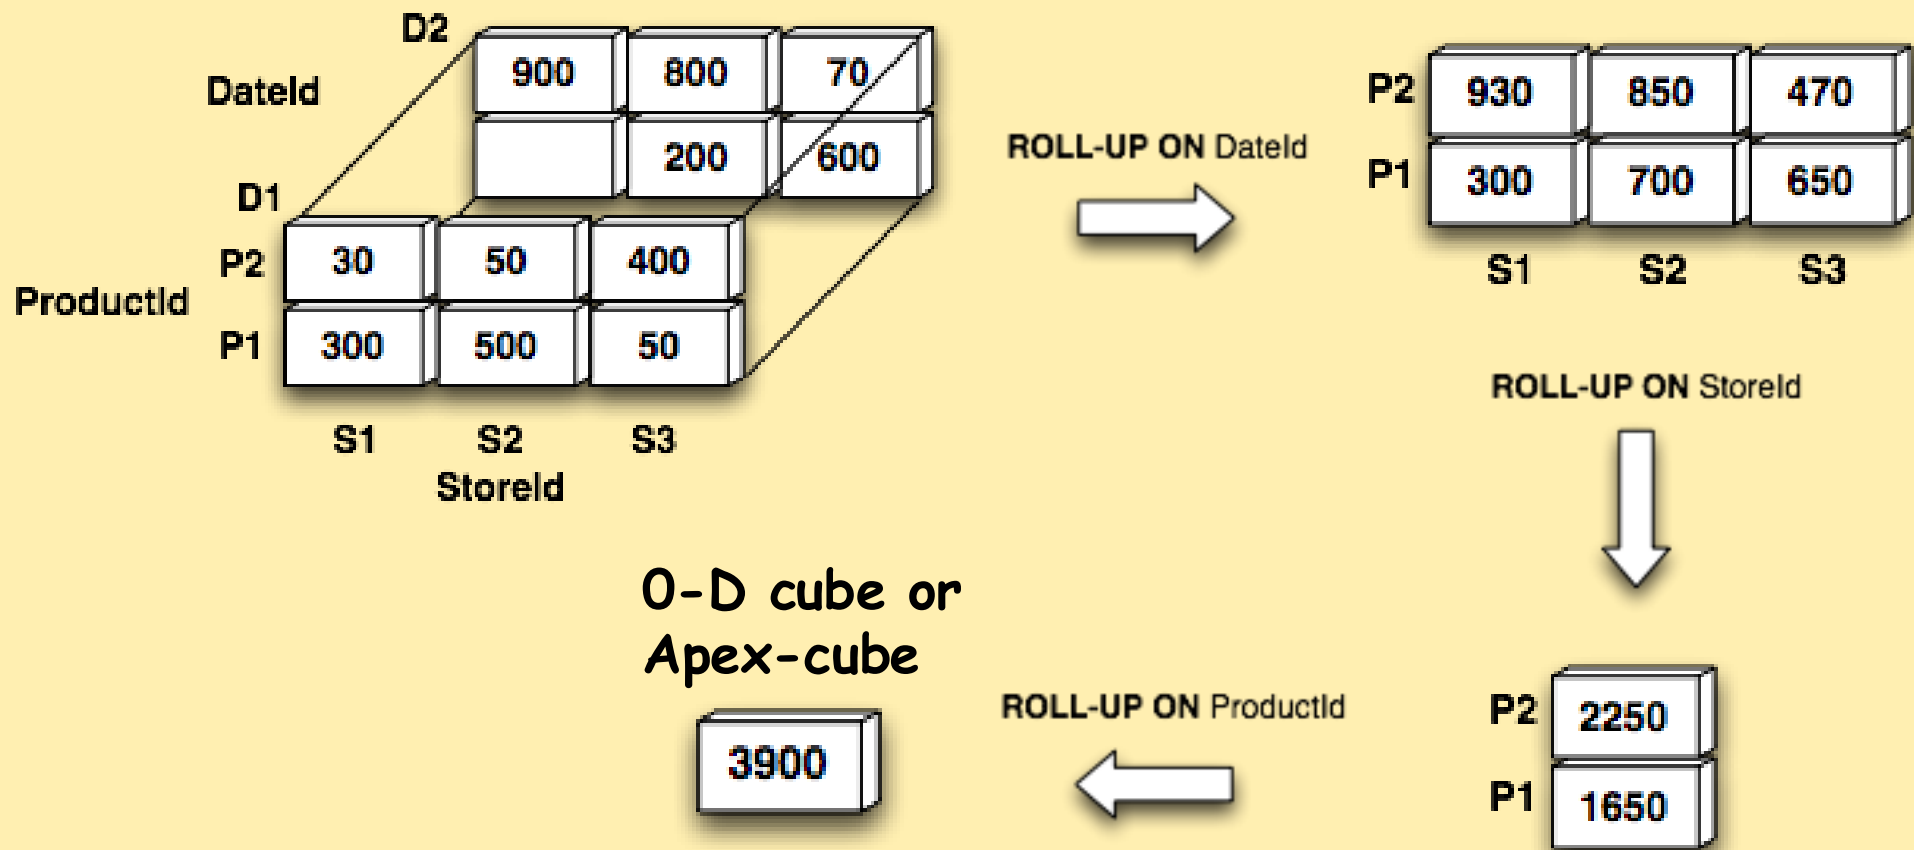 D2
DateId
900 800 70
200 600
D1
P2 30 50 400
ProductId
P1 300 500 50
S1 S2 S3
StoreId
ROLL-UP ON DateId
P2 930 850 470
P1 300 700 650
S1 S2 S3
ROLL-UP ON StoreId
P2 2250
P1 1650
ROLL-UP ON ProductId
0-D cube or
Apex-cube
3900